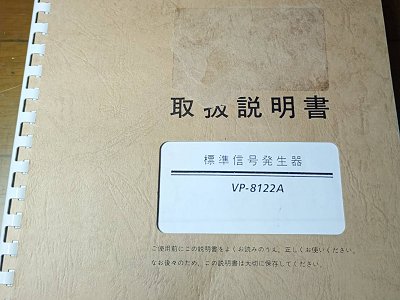 取扱説明書
標準信号発生器
VP-8122A
ご使用前にこの説明書をよくお読みのうえ、正しくお使いください。
なお後々のため、この説明書は大切に保存してください。